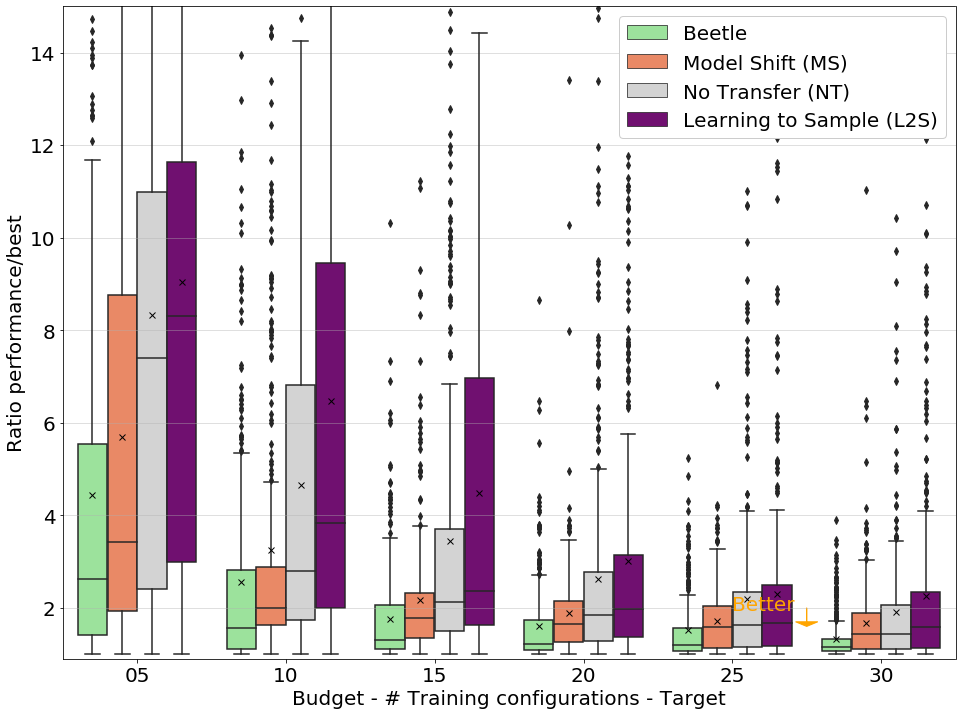 Beetle
Model Shift (MS)
No Transfer (NT)
Learning to Sample (L2S)
14
12
10
8
6
4
2
Ratio performance/best
Better
05 10 15 20 25 30
Budget - # Training configurations - Target